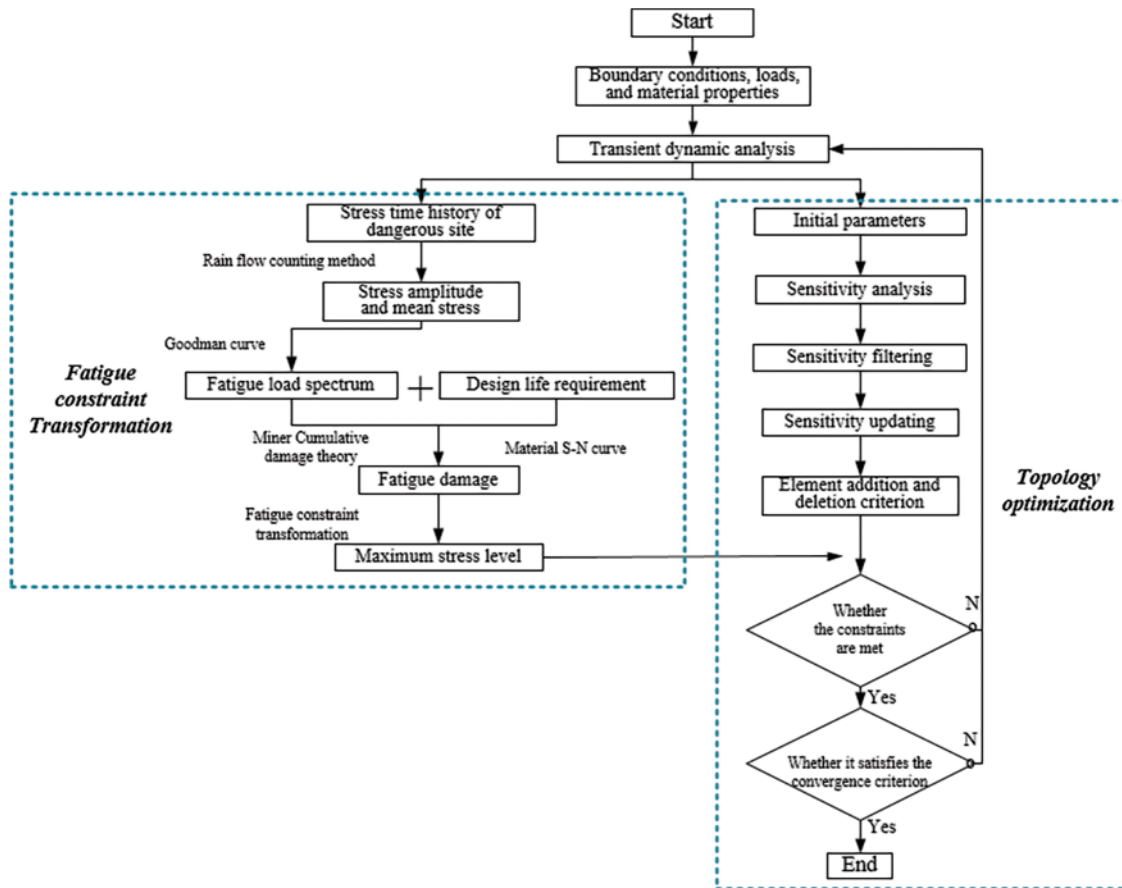 Start
Boundary conditions, loads,
and material properties
Transient dynamic analysis
Stress time history of
dangerous site
Rain flow counting method
Stress amplitude
and mean stress
Goodman curve
Fatigue load spectrum
+
Design life requirement
Fatigue
constraint
Transformation
Miner Cumulative
damage theory
Material S-N curve
Fatigue damage
Fatigue constraint
transformation
Maximum stress level
Initial parameters
Sensitivity analysis
Sensitivity filtering
Sensitivity updating
Element addition and
deletion criterion
Topology
optimization
Whether
the constraints
are met
N
Yes
Whether it satisfies the
convergence criterion
N
Yes
End